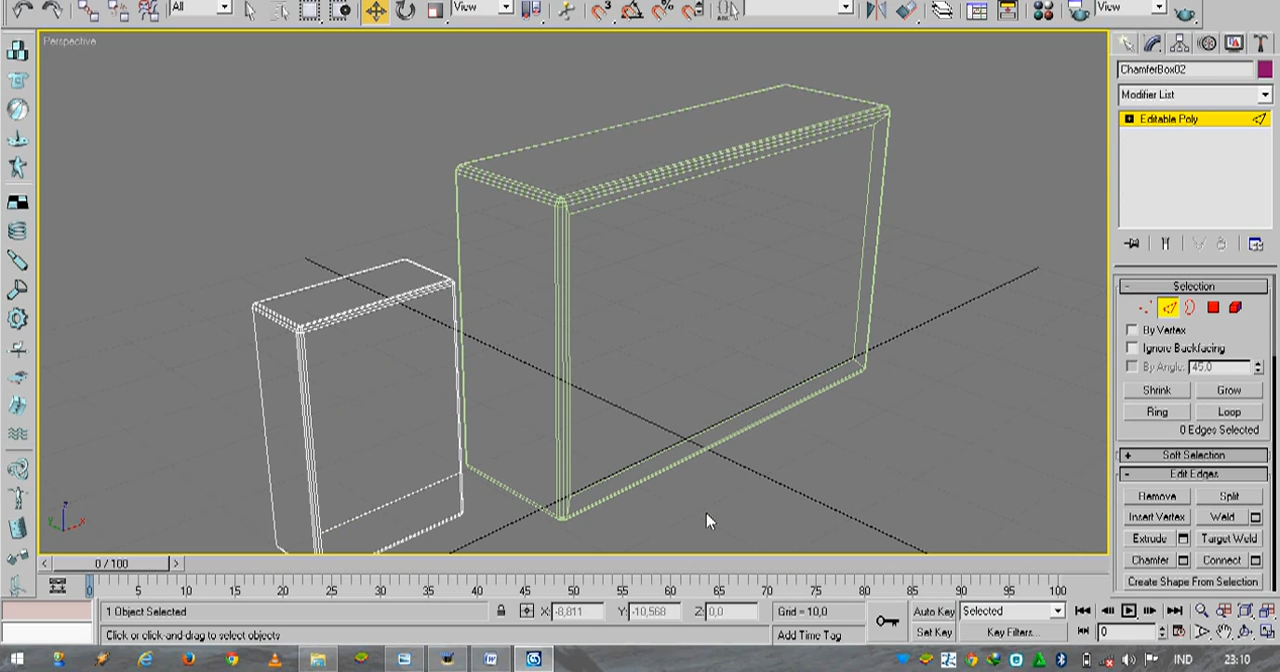 All
View
View
Perspective
ChamferBox02
Modifier List
Editable Poly
- Selection
By Vertex
Ignore Backfacing
By Angle: 45,0
Shrink Grow
Ring Loop
0 Edges Selected
+ Soft Selection
- Edit Edges
Remove Split
Insert Vertex Weld
Extrude Target Weld
Chamfer Connect
Create Shape From Selection
z
y x
< 0 / 100 >
0 5 10 15 20 25 30 35 40 45 50 55 60 65 70 75 80 85 90 95 100
1 Object Selected X: -8,811 Y: -10,568 Z: 0,0 Grid = 10,0 Auto Key Selected
Click or click-and-drag to select objects Add Time Tag Set Key Key Filters... 0
IND 23:10